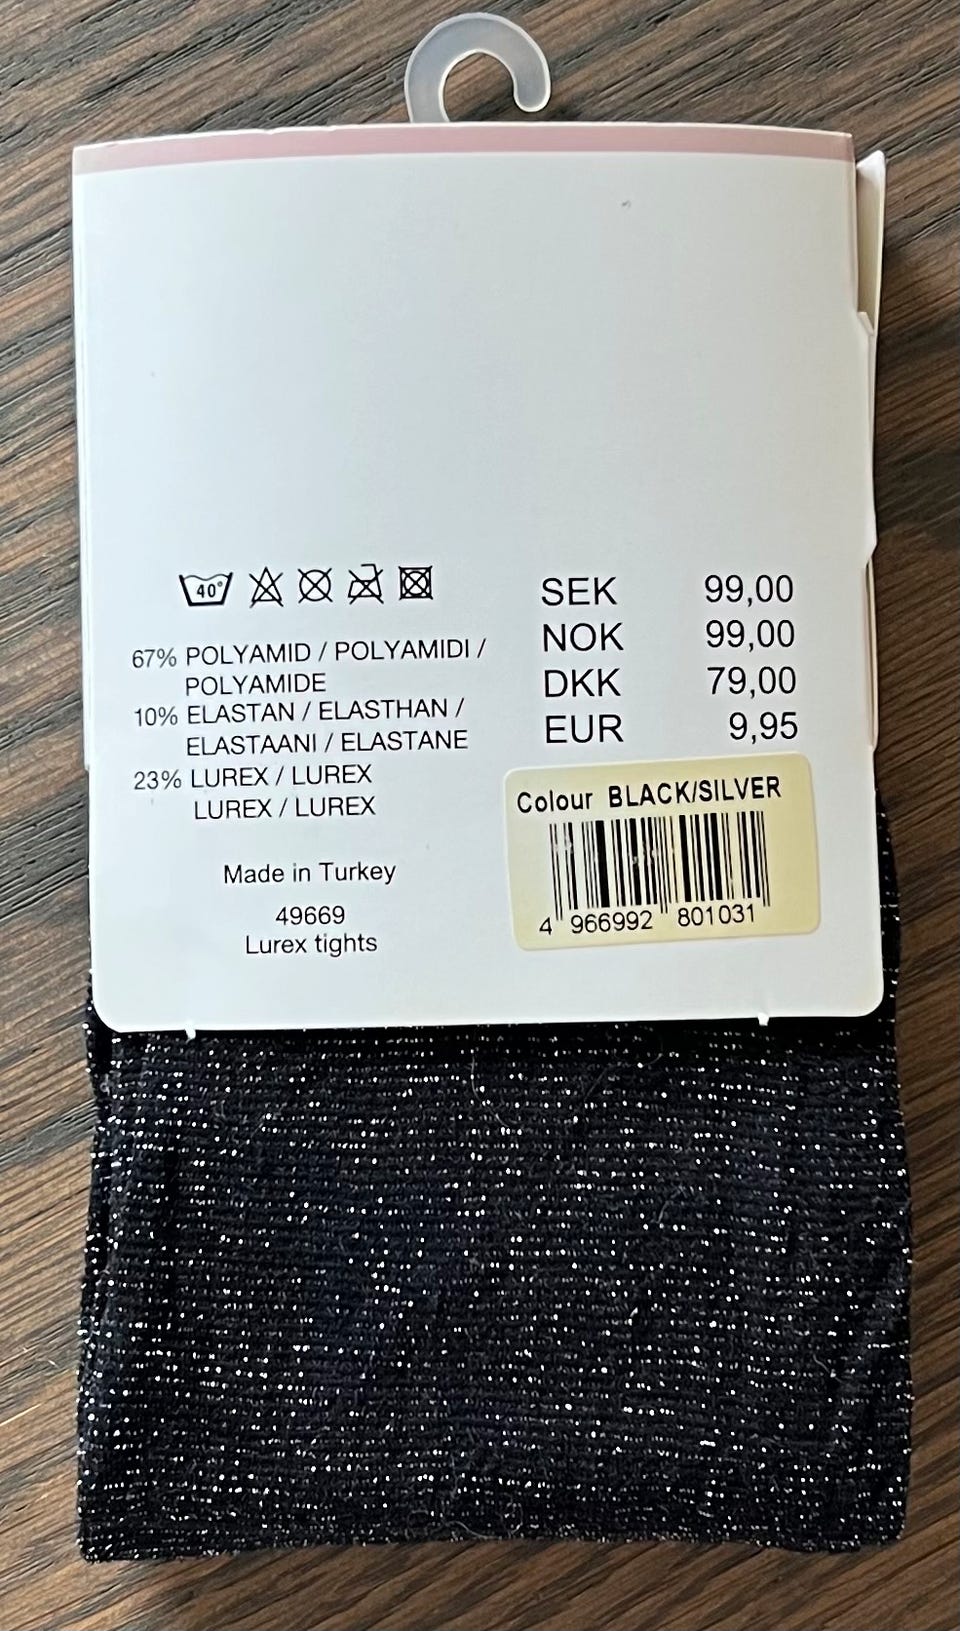 40°
67% POLYAMID / POLYAMIDI /
POLYAMIDE
10% ELASTAN / ELASTHAN /
ELASTAANI / ELASTANE
23% LUREX / LUREX
LUREX / LUREX
Made in Turkey
49669
Lurex tights
SEK 99,00
NOK 99,00
DKK 79,00
EUR 9,95
Colour BLACK/SILVER
4 966992 801031